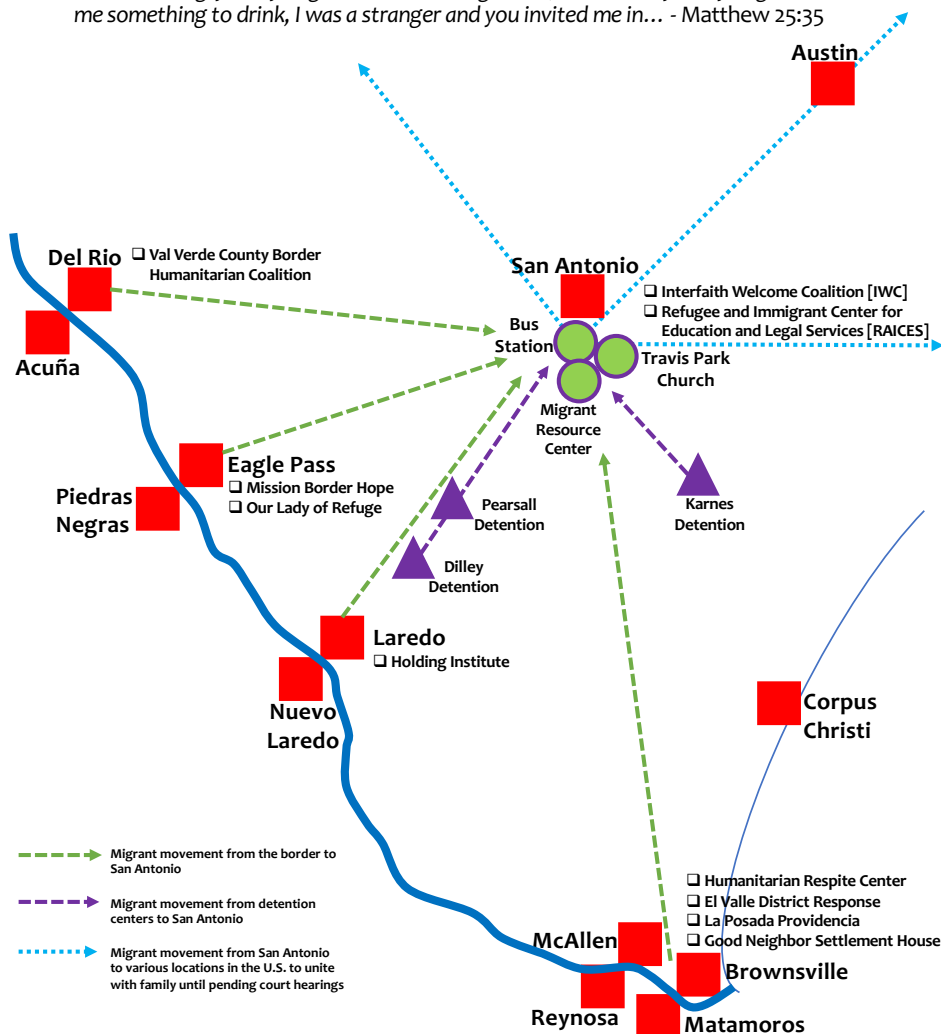 me something to drink, I was a stranger and you invited me in… - Matthew 25:35
Austin
Del Rio
❑ Val Verde County Border
Humanitarian Coalition
San Antonio
❑ Interfaith Welcome Coalition [IWC]
❑ Refugee and Immigrant Center for
Education and Legal Services [RAICES]
Bus
Station
Acuña
Travis Park
Church
Migrant
Resource
Center
Eagle Pass
❑ Mission Border Hope
❑ Our Lady of Refuge
Piedras
Negras
Pearsall
Detention
Karnes
Detention
Dilley
Detention
Laredo
❑ Holding Institute
Nuevo
Laredo
Corpus
Christi
Migrant movement from the border to
San Antonio
Migrant movement from detention
centers to San Antonio
Migrant movement from San Antonio
to various locations in the U.S. to unite
with family until pending court hearings
❑ Humanitarian Respite Center
❑ El Valle District Response
❑ La Posada Providencia
❑ Good Neighbor Settlement House
McAllen
Brownsville
Reynosa
Matamoros